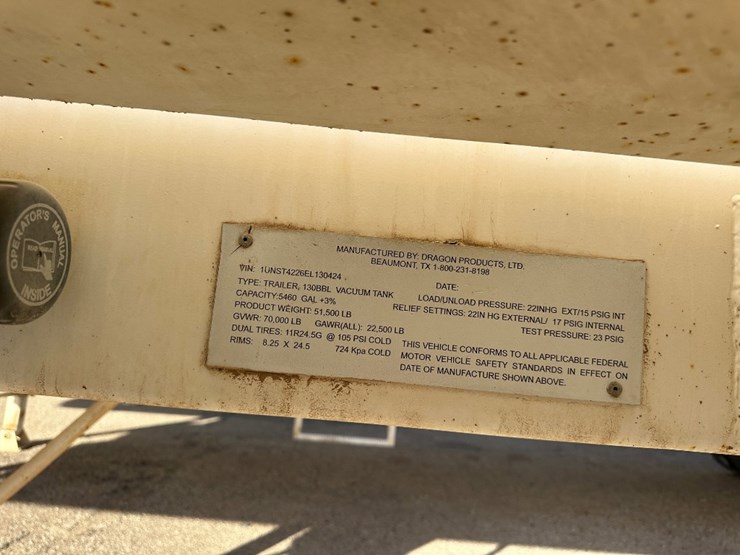 OPERATOR'S
MANUAL
INSIDE
MANUFACTURED BY: DRAGON PRODUCTS, LTD.
BEAUMONT, TX 1-800-231-8198
VIN: 1UNST4226EL130424
DATE:
TYPE: TRAILER, 130BBL VACUUM TANK
LOAD/UNLOAD PRESSURE: 22INHG EXT/15 PSIG INT
CAPACITY:5460 GAL +3%
RELIEF SETTINGS: 22IN HG EXTERNAL/ 17 PSIG INTERNAL
PRODUCT WEIGHT: 51,500 LB
TEST PRESSURE: 23 PSIG
GVWR: 70,000 LB GAWR(ALL): 22,500 LB
DUAL TIRES: 11R24.5G @ 105 PSI COLD
RIMS: 8.25 X 24.5 724 Kpa COLD
THIS VEHICLE CONFORMS TO ALL APPLICABLE FEDERAL
MOTOR VEHICLE SAFETY STANDARDS IN EFFECT ON
DATE OF MANUFACTURE SHOWN ABOVE.